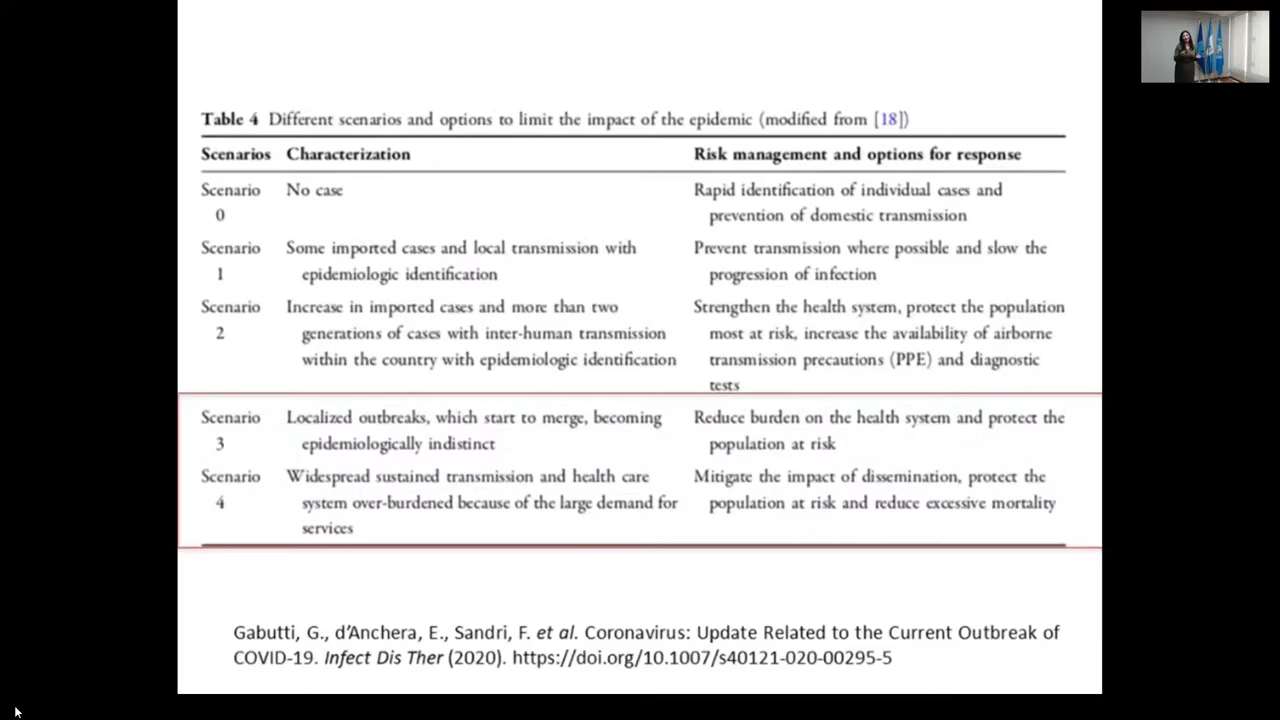 Table 4 Different scenarios and options to limit the impact of the epidemic (modified from [18])
Scenarios Characterization Risk management and options for response
Scenario No case Rapid identification of individual cases and
0 prevention of domestic transmission
Scenario Some imported cases and local transmission with Prevent transmission where possible and slow the
1 epidemiologic identification progression of infection
Scenario Increase in imported cases and more than two Strengthen the health system, protect the population
2 generations of cases with inter-human transmission most at risk, increase the availability of airborne
within the country with epidemiologic identification transmission precautions (PPE) and diagnostic
tests
Scenario Localized outbreaks, which start to merge, becoming Reduce burden on the health system and protect the
3 epidemiologically indistinct population at risk
Scenario Widespread sustained transmission and health care Mitigate the impact of dissemination, protect the
4 system over-burdened because of the large demand for population at risk and reduce excessive mortality
services
Gabutti, G., d'Anchera, E., Sandri, F. et al. Coronavirus: Update Related to the Current Outbreak of
COVID-19. Infect Dis Ther (2020). https://doi.org/10.1007/s40121-020-00295-5